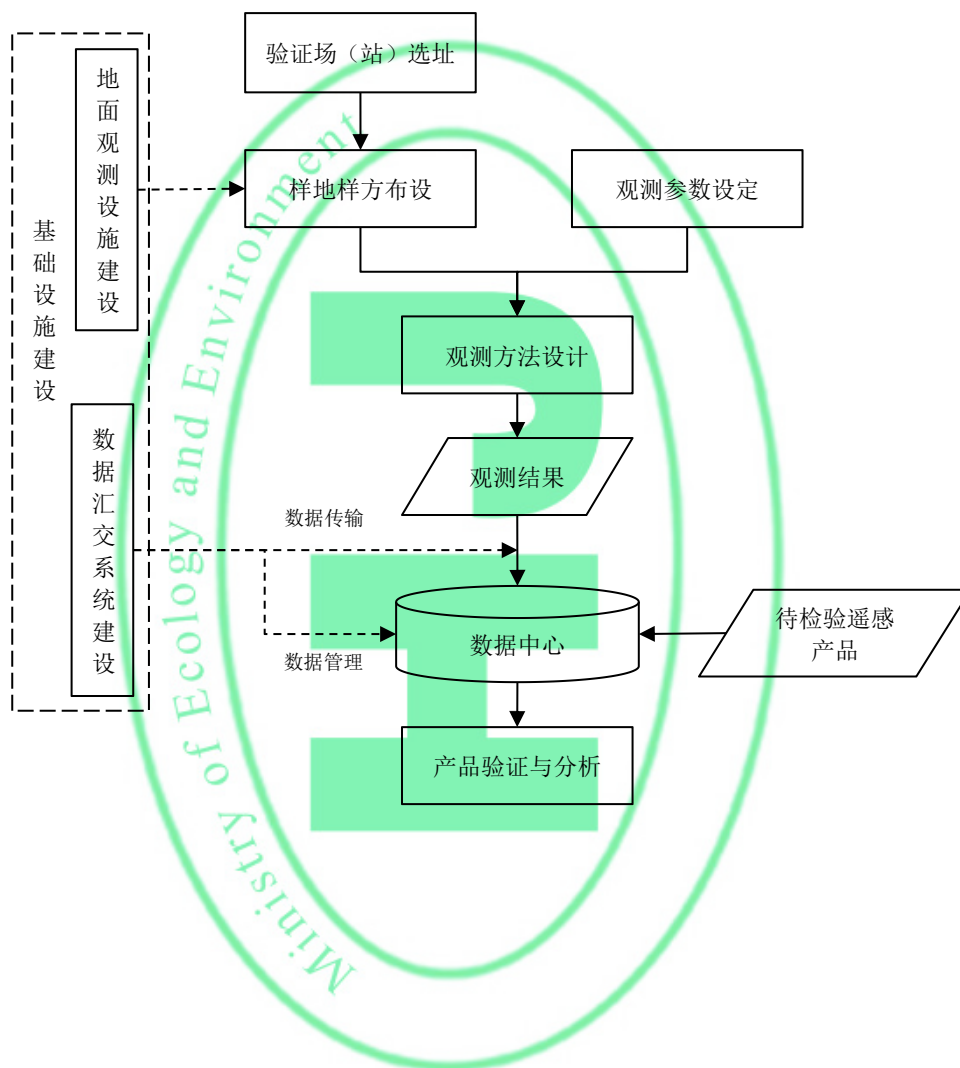 验证场（站）选址
地面观测设施建设
样地样方布设
观测参数设定
基础设施建设
观测方法设计
数据汇交系统建设
观测结果
数据传输
待检验遥感
产品
数据中心
数据管理
产品验证与分析
Ministry of Ecology and Environment